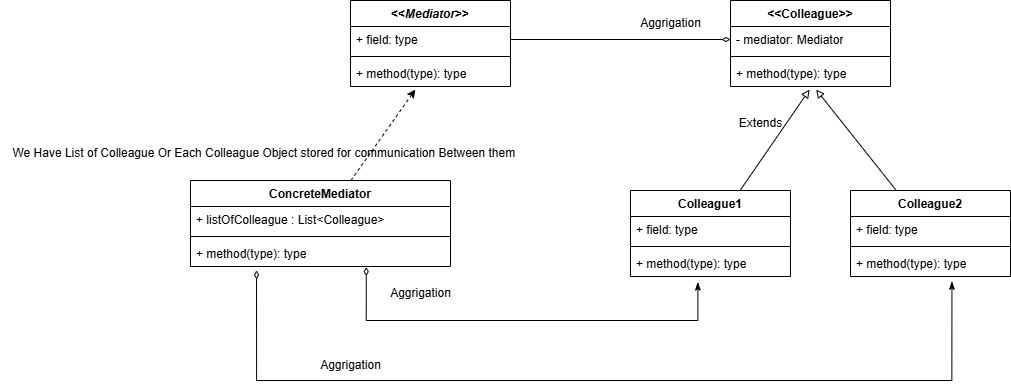 <<Mediator>>
+ field: type
+ method(type): type
Aggrigation
<<Colleague>>
- mediator: Mediator
+ method(type): type
Extends
We Have List of Colleague Or Each Colleague Object stored for communication Between them
ConcreteMediator
+ listOfColleague : List<Colleague>
+ method(type): type
Colleague1
+ field: type
+ method(type): type
Colleague2
+ field: type
+ method(type): type
Aggrigation
Aggrigation